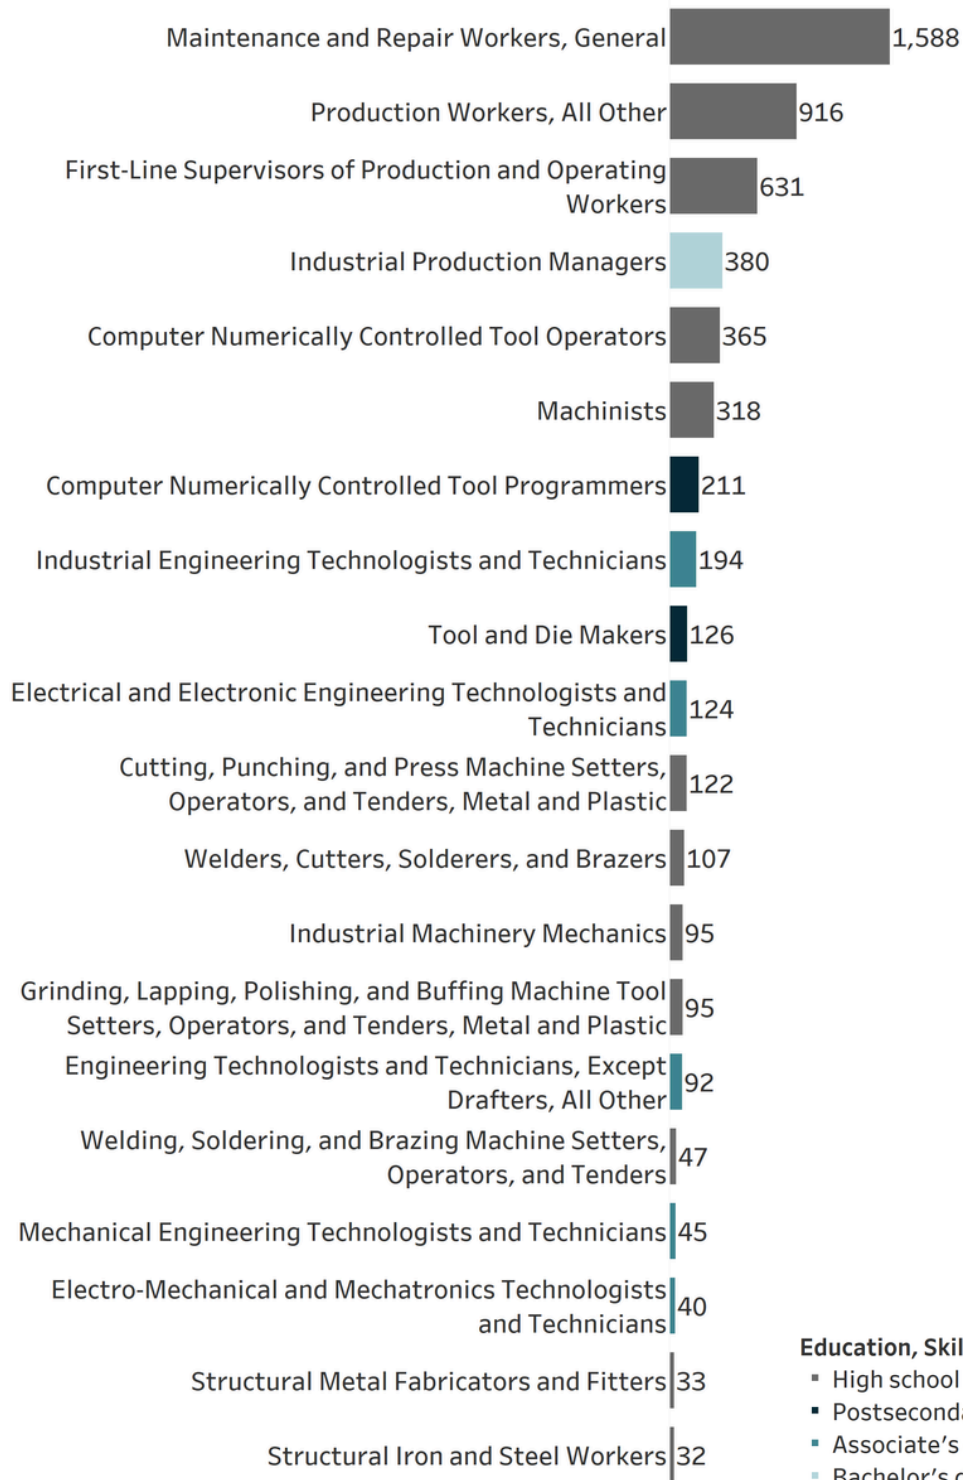 Maintenance and Repair Workers, General 1,588
Production Workers, All Other 916
First-Line Supervisors of Production and Operating
Workers 631
Industrial Production Managers 380
Computer Numerically Controlled Tool Operators 365
Machinists 318
Computer Numerically Controlled Tool Programmers 211
Industrial Engineering Technologists and Technicians 194
Tool and Die Makers 126
Electrical and Electronic Engineering Technologists and
Technicians 124
Cutting, Punching, and Press Machine Setters,
Operators, and Tenders, Metal and Plastic 122
Welders, Cutters, Solderers, and Brazers 107
Industrial Machinery Mechanics 95
Grinding, Lapping, Polishing, and Buffing Machine Tool
Setters, Operators, and Tenders, Metal and Plastic 95
Engineering Technologists and Technicians, Except
Drafters, All Other 92
Welding, Soldering, and Brazing Machine Setters,
Operators, and Tenders 47
Mechanical Engineering Technologists and Technicians 45
Electro-Mechanical and Mechatronics Technologists
and Technicians 40
Structural Metal Fabricators and Fitters 33
Structural Iron and Steel Workers 32
Education,
High school
Associate's
Bachelor's